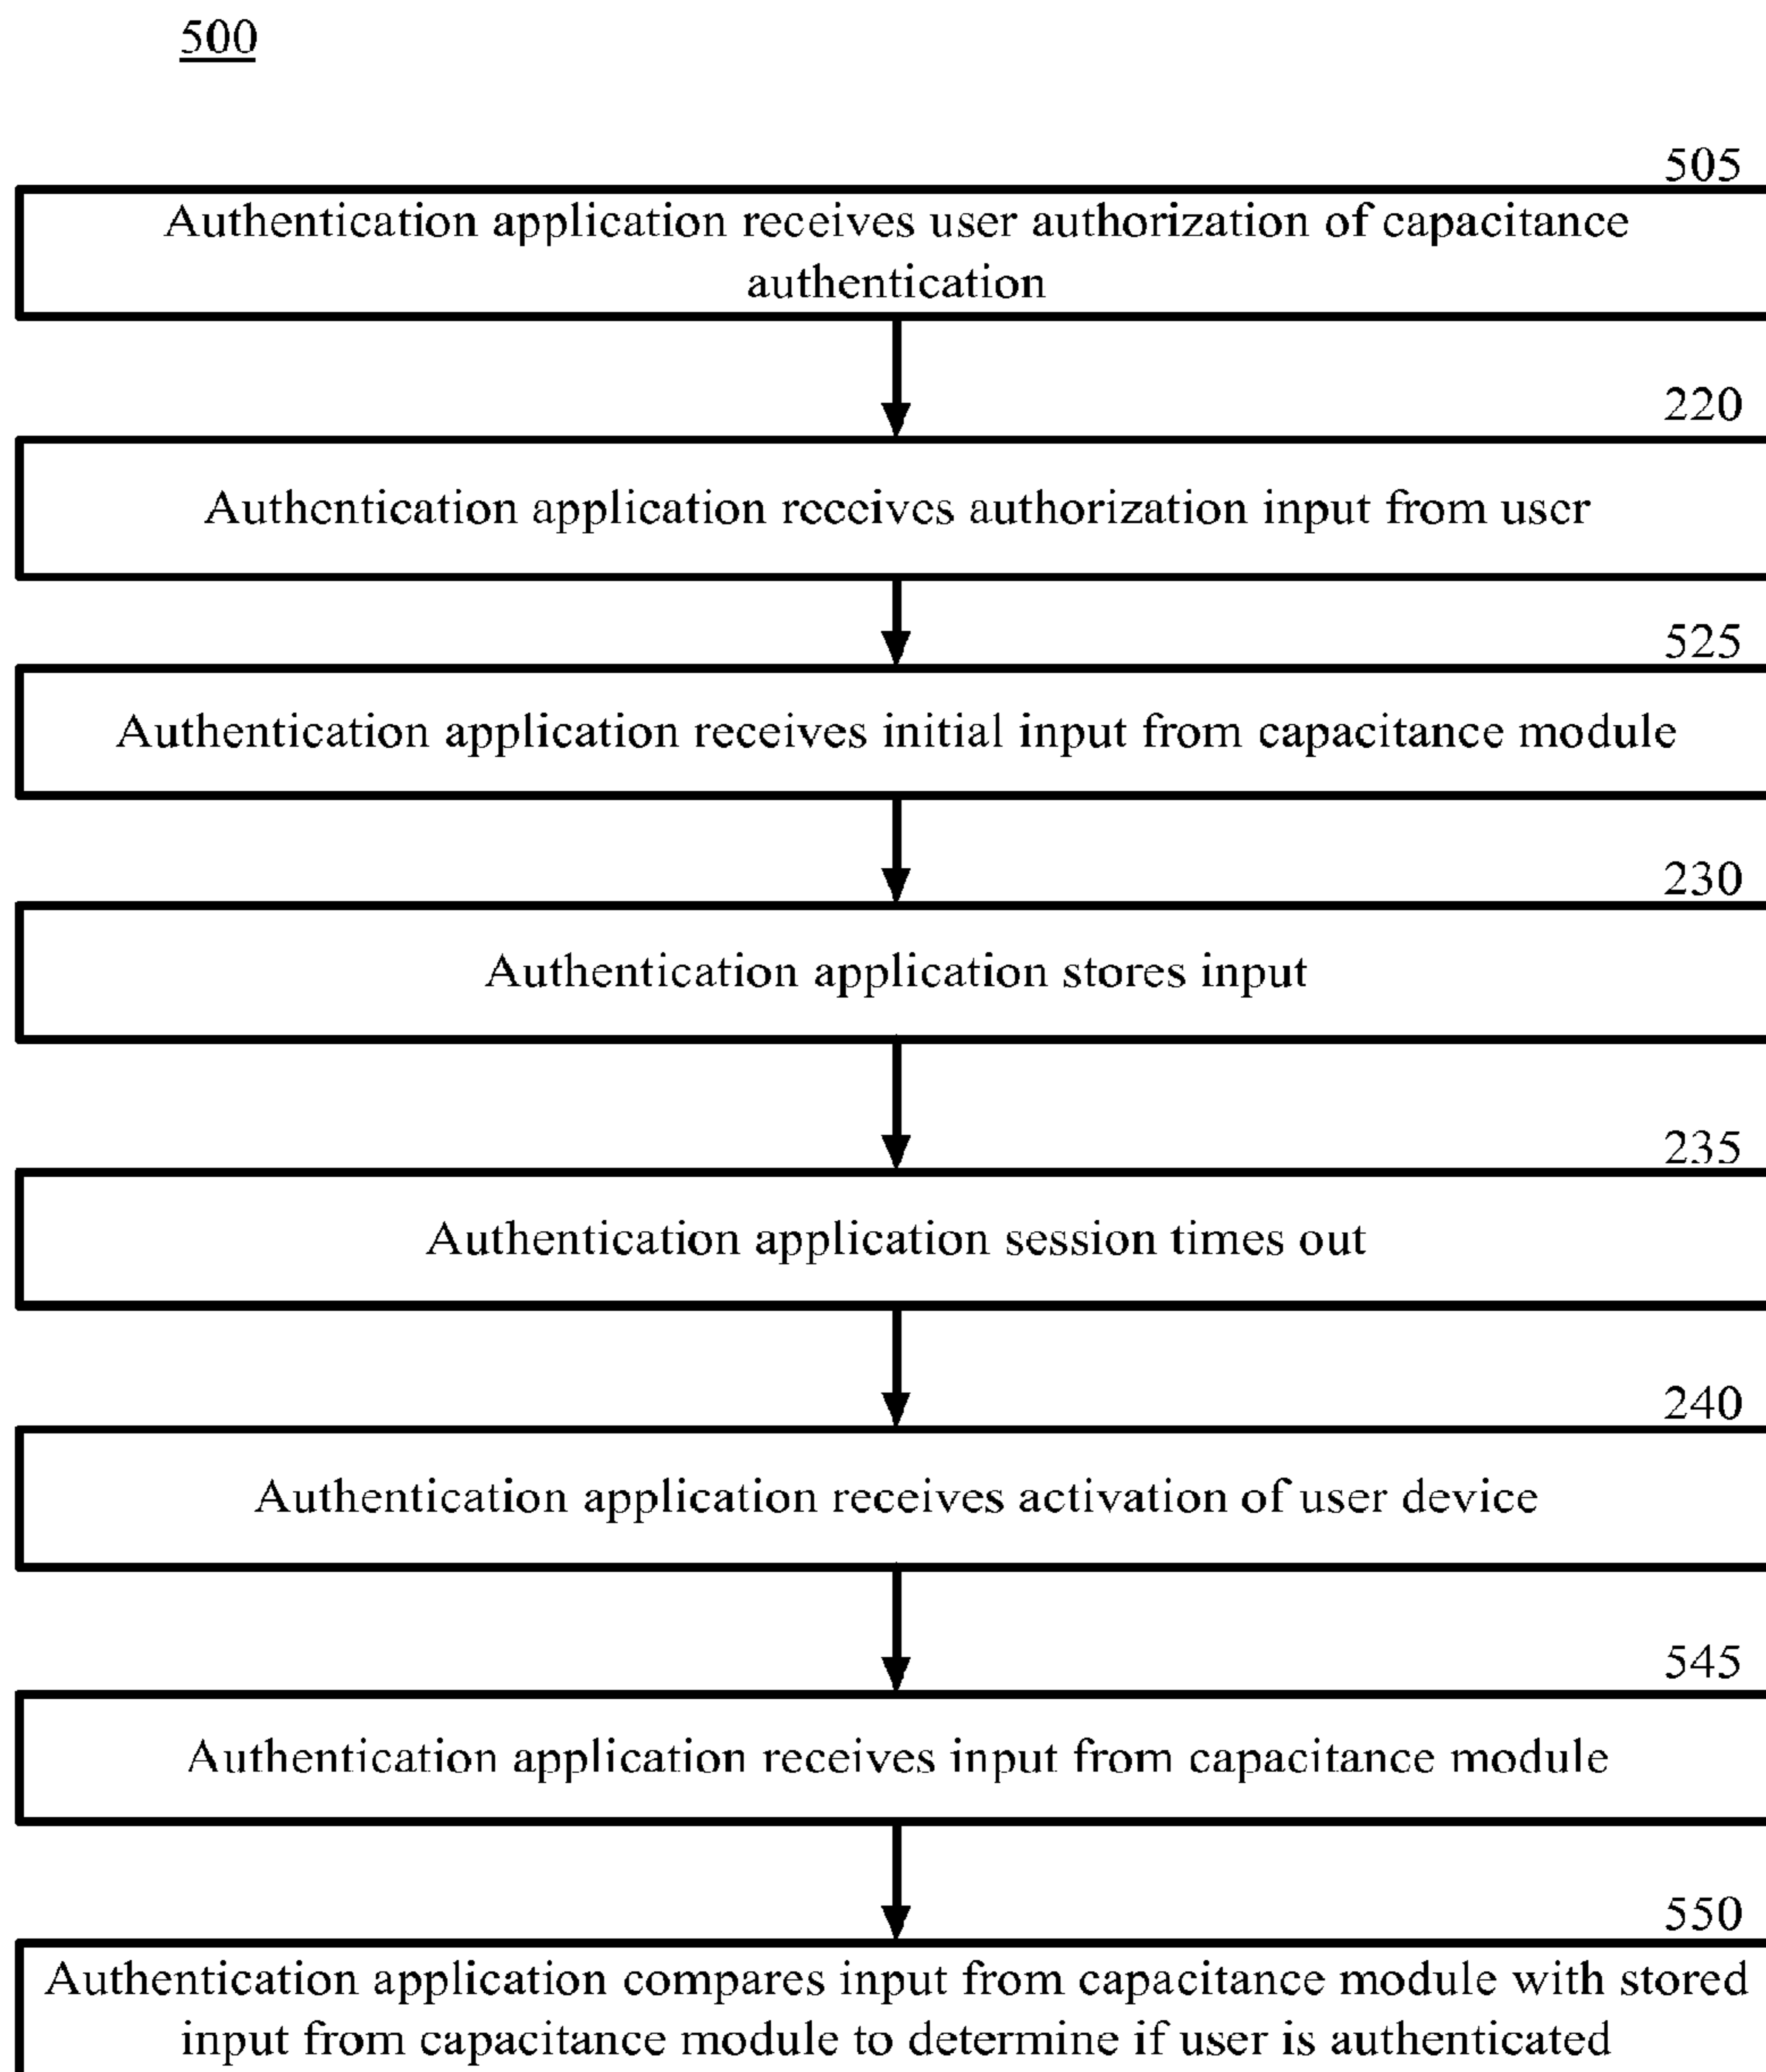 500
505
Authentication application receives user authorization of capacitance
authentication
220
Authentication application receives authorization input from user
525
Authentication application receives initial input from capacitance module
230
Authentication application stores input
235
Authentication application session times out
240
Authentication application receives activation of user device
545
Authentication application receives input from capacitance module
550
Authentication application compares input from capacitance module with stored
input from capacitance module to determine if user is authenticated